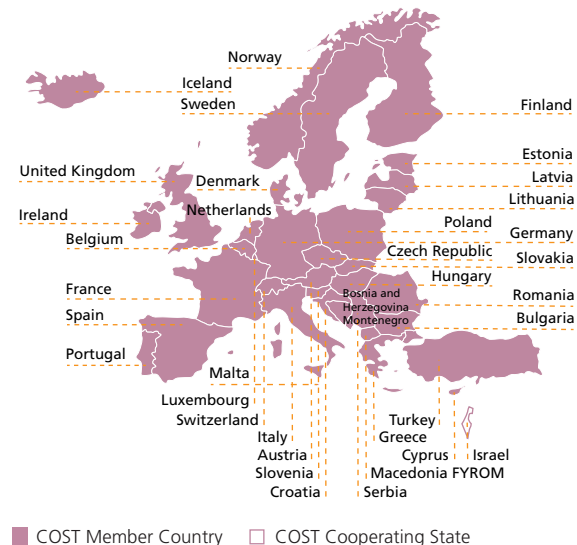 Norway
Iceland
Sweden
Finland
Estonia
United Kingdom
Denmark
Latvia
Netherlands
Lithuania
Ireland
Poland
Belgium
Germany
Czech Republic
Slovakia
Hungary
France
Bosnia and
Herzegovina
Montenegro
Romania
Spain
Bulgaria
Portugal
Malta
Luxembourg
Switzerland
Turkey
Italy
Greece
Austria
Cyprus
Israel
Slovenia
Macedonia FYROM
Croatia
Serbia
COST Member Country
COST Cooperating State